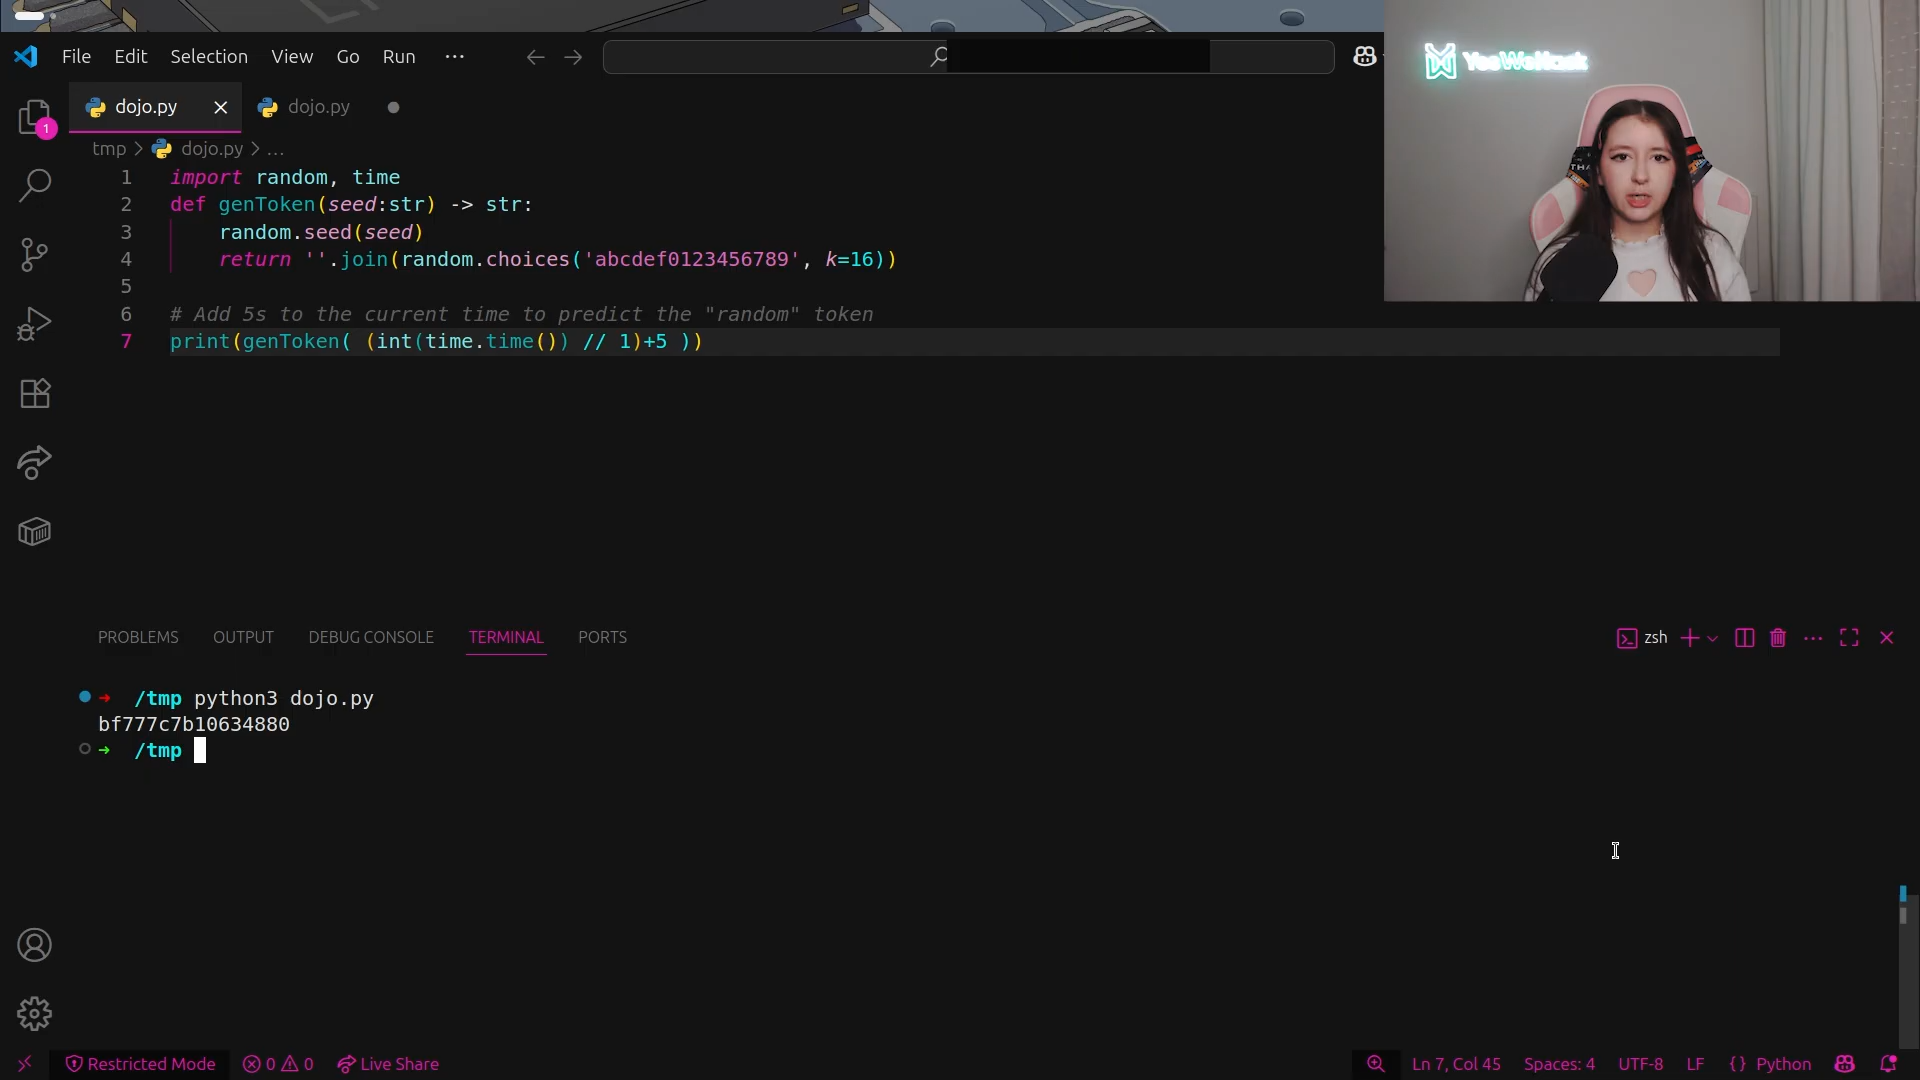 File Edit Selection View Go Run ···
YesWeHack
dojo.py × dojo.py
1
tmp > dojo.py > ...
1 import random, time
2 def genToken(seed:str) -> str:
3 random.seed(seed)
4 return ''.join(random.choices('abcdef0123456789', k=16))
5
6 # Add 5s to the current time to predict the "random" token
7 print(genToken( (int(time.time()) // 1)+5 ))
PROBLEMS OUTPUT DEBUG CONSOLE TERMINAL PORTS
zsh
/tmp python3 dojo.py
bf777c7b10634880
/tmp
Restricted Mode 0 0 Live Share Ln 7, Col 45 Spaces: 4 UTF-8 LF {} Python